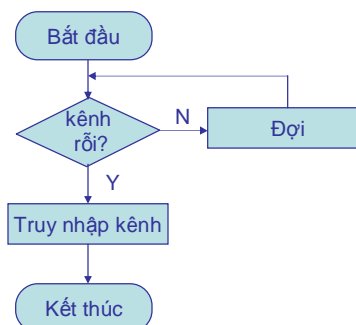 Bắt đầu
kênh
rỗi?
N
Đợi
Y
Truy nhập kênh
Kết thúc